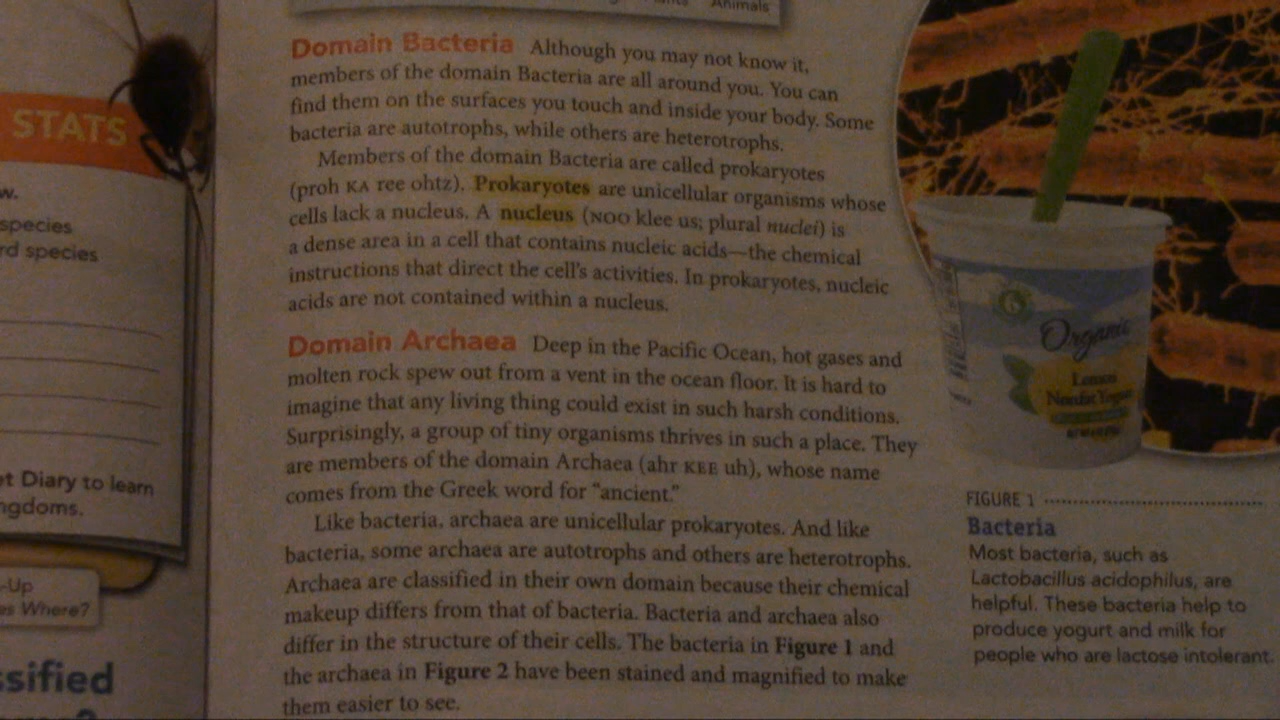 Animals
STATS
w.
species
rd species
et Diary to learn
ngdoms.
-Up
es Where?
ssified
Domain Bacteria Although you may not know it,
members of the domain Bacteria are all around you. You can
find them on the surfaces you touch and inside your body. Some
bacteria are autotrophs, while others are heterotrophs.
Members of the domain Bacteria are called prokaryotes
(proh KA ree ohtz). Prokaryotes are unicellular organisms whose
cells lack a nucleus. A nucleus (NOO klee us; plural nuclei) is
a dense area in a cell that contains nucleic acids—the chemical
instructions that direct the cell's activities. In prokaryotes, nucleic
acids are not contained within a nucleus.
Domain Archaea Deep in the Pacific Ocean, hot gases and
molten rock spew out from a vent in the ocean floor. It is hard to
imagine that any living thing could exist in such harsh conditions.
Surprisingly, a group of tiny organisms thrives in such a place. They
are members of the domain Archaea (ahr KEE uh), whose name
comes from the Greek word for "ancient."
Like bacteria, archaea are unicellular prokaryotes. And like
bacteria, some archaea are autotrophs and others are heterotrophs.
Archaea are classified in their own domain because their chemical
makeup differs from that of bacteria. Bacteria and archaea also
differ in the structure of their cells. The bacteria in Figure 1 and
the archaea in Figure 2 have been stained and magnified to make
them easier to see.
Organic
Lemon
Nonfat Yogurt
FIGURE 1
Bacteria
Most bacteria, such as
Lactobacillus acidophilus, are
helpful. These bacteria help to
produce yogurt and milk for
people who are lactose intolerant.